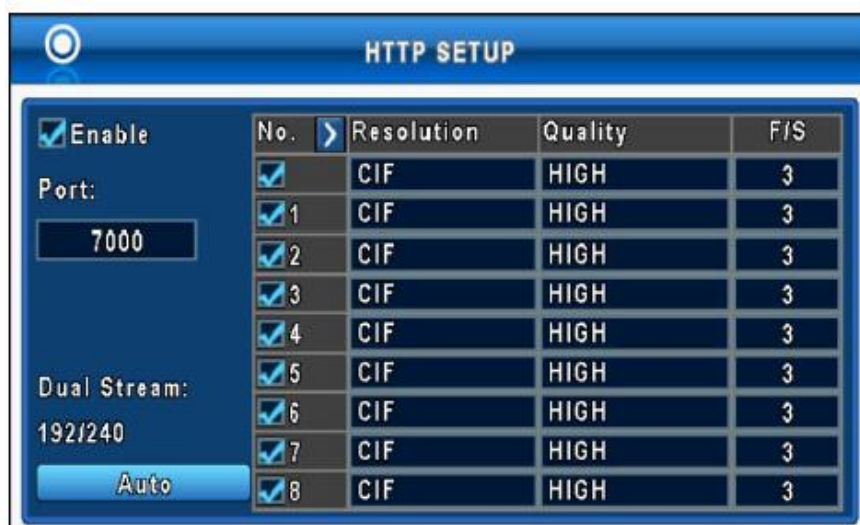 HTTP SETUP
Enable
Port:
7000
Dual Stream:
192/240
Auto
No. > Resolution Quality F/S
CIF HIGH 3
1 CIF HIGH 3
2 CIF HIGH 3
3 CIF HIGH 3
4 CIF HIGH 3
5 CIF HIGH 3
6 CIF HIGH 3
7 CIF HIGH 3
8 CIF HIGH 3